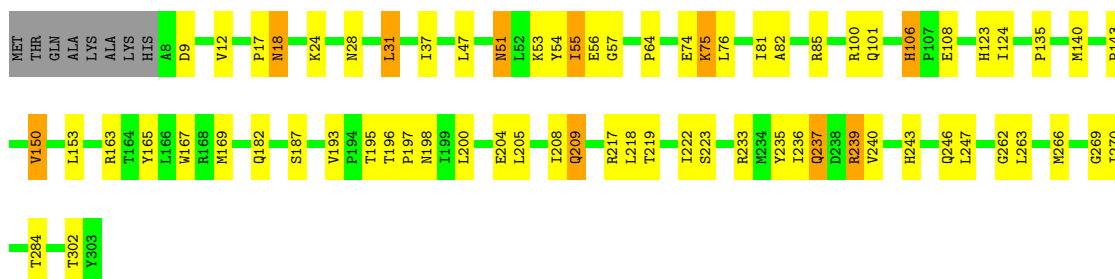 MET THR GLN ALA LYS ALA LYS HIS A8 D9 V12 P17 N18 K24 N28 L31 I37 L47 N51 L52 K53 Y54 I55 E56 G57 P64 E74 K75 L76 I81 A82 R85 R100 Q101 H106 P107 E108 H123 I124 P135 M140
V150 L153 R163 T164 Y165 L166 W167 R168 M169 Q182 S187 V193 P194 T195 T196 P197 N198 I199 L200 E204 L205 I208 Q209 R217 L218 T219 I222 S223 R233 M234 Y235 I236 Q237 D238 R239 V240 H243 Q246 L247 G262 L263 M266 G269
T284 T302 Y303